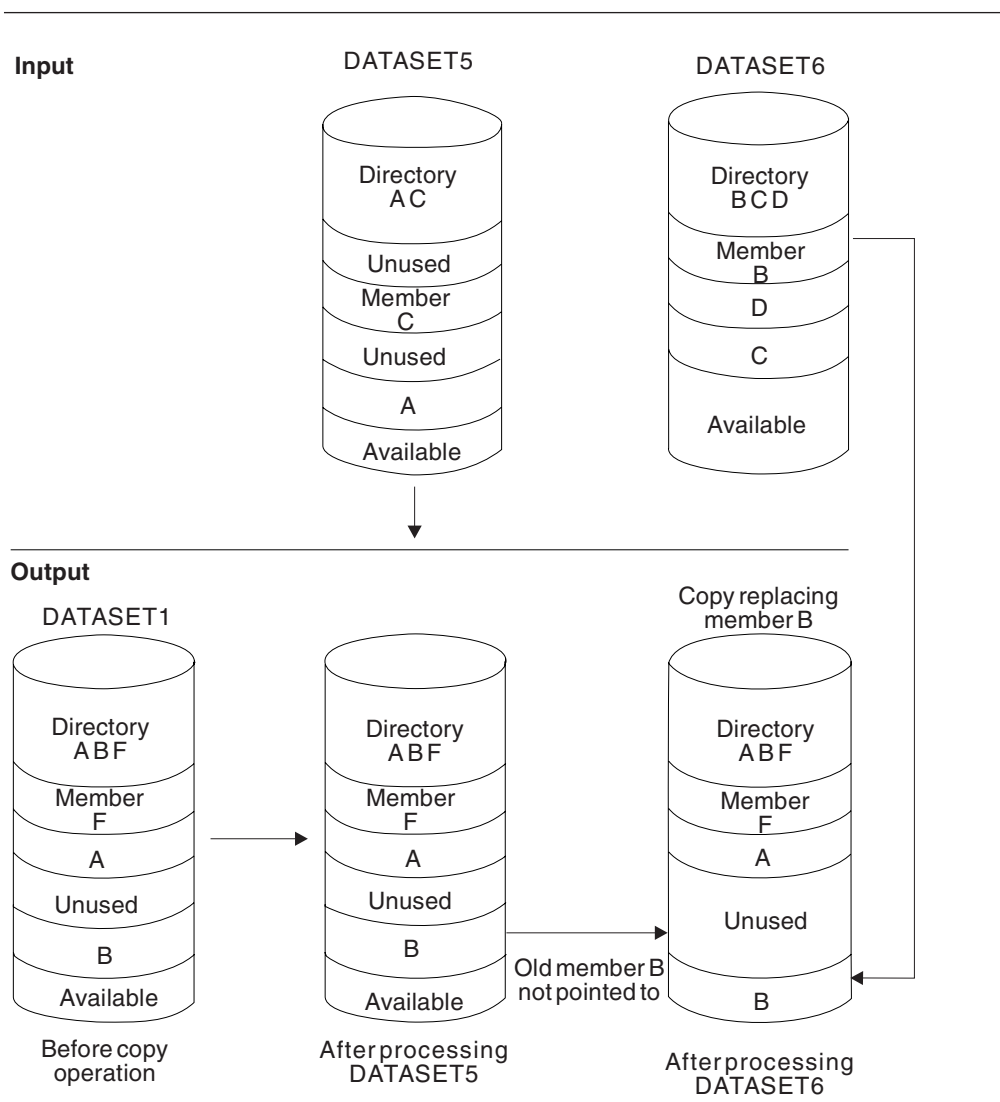 Input
DATASET5
DATASET6
Directory
A C
Unused
Member
C
Unused
A
Available
Directory
B C D
Member
B
D
C
Available
Output
DATASET1
Directory
A B F
Member
F
A
Unused
B
Available
Before copy
operation
Directory
A B F
Member
F
A
Unused
B
Available
After processing
DATASET5
Old member B
not pointed to
Copy replacing
member B
Directory
A B F
Member
F
A
Unused
B
After processing
DATASET6